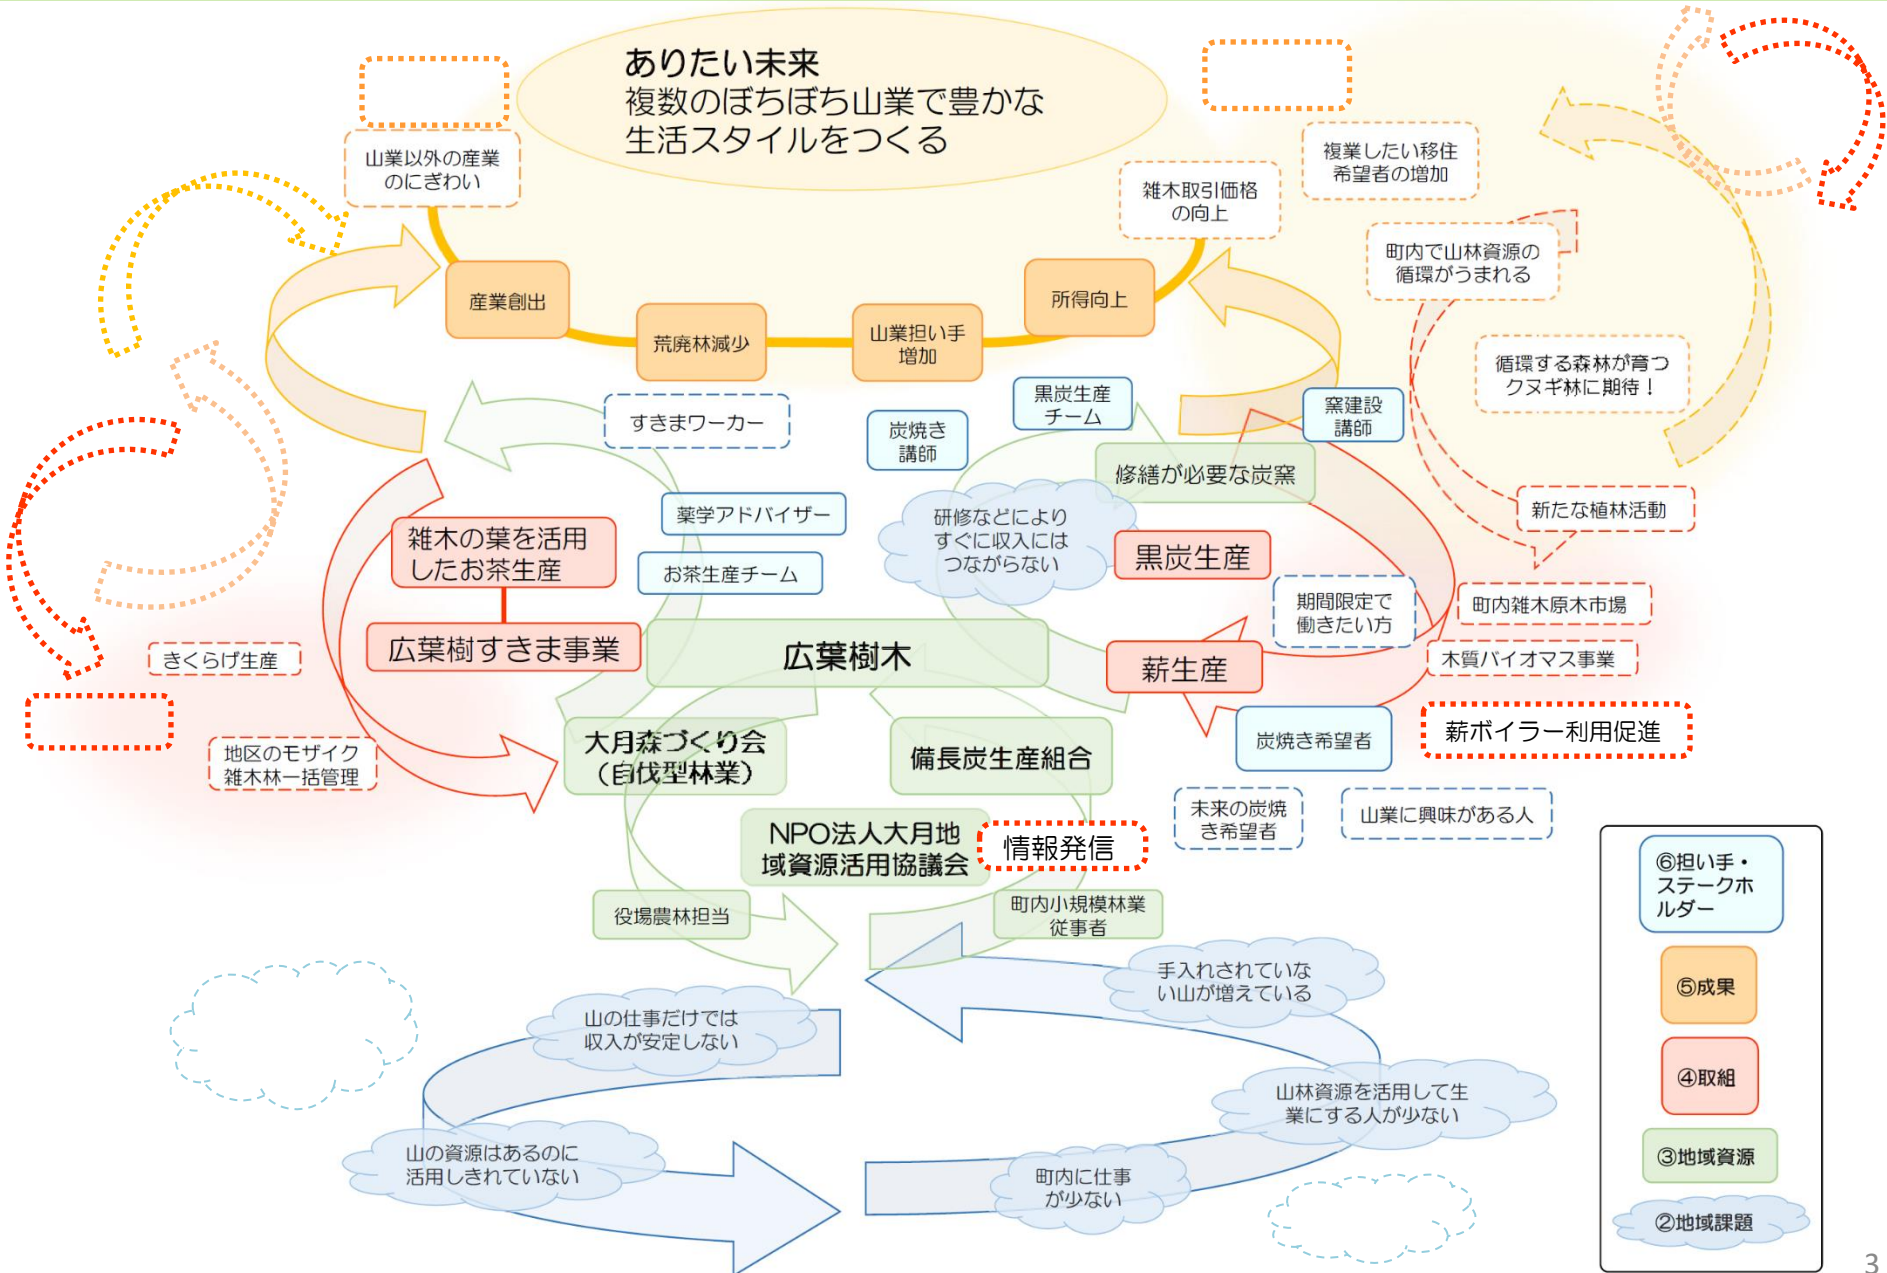 ありたい未来
複数のぼちぼち山業で豊かな
生活スタイルをつくる
山業以外の産業
のにぎわい
複業したい移住
希望者の増加
雑木取引価格
の向上
町内で山林資源の
循環がうまれる
産業創出
荒廃林減少
山業担い手
増加
所得向上
循環する森林が育つ
クヌギ林に期待！
すきまワーカー
炭焼き
講師
黒炭生産
チーム
窯建設
講師
修繕が必要な炭窯
薬学アドバイザー
お茶生産チーム
研修などにより
すぐに収入には
つながらない
新たな植林活動
雑木の葉を活用
したお茶生産
黒炭生産
期間限定で
働きたい方
町内雑木原木市場
きくらげ生産
広葉樹すきま事業
広葉樹木
薪生産
木質バイオマス事業
地区のモザイク
雑木林一括管理
大月森づくり会
（自伐型林業）
備長炭生産組合
炭焼き希望者
薪ボイラー利用促進
NPO法人大月地
域資源活用協議会
情報発信
未来の炭焼
き希望者
山業に興味がある人
役場農林担当
町内小規模林業
従事者
手入れされていな
い山が増えている
山の仕事だけでは
収入が安定しない
山林資源を活用して生
業にする人が少ない
山の資源はあるのに
活用しきれていない
町内に仕事
が少ない
⑥担い手・
ステークホ
ルダー
⑤成果
④取組
③地域資源
②地域課題
3